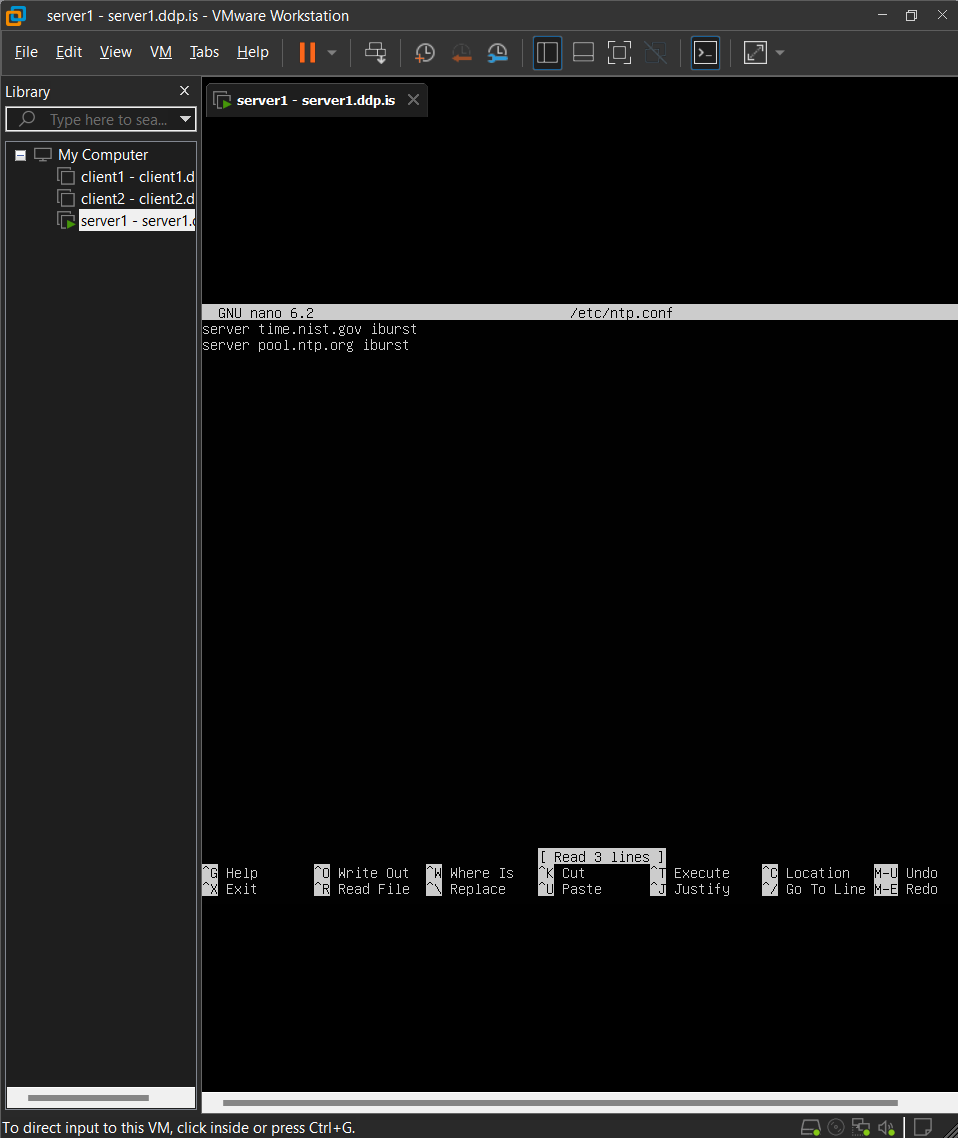 server1 - server1.ddp.is - VMware Workstation
File Edit View VM Tabs Help
Library
server1 - server1.ddp.is
Type here to sea...
My Computer
client1 - client1.d
client2 - client2.d
server1 - server1.
GNU nano 6.2 /etc/ntp.conf
server time.nist.gov iburst
server pool.ntp.org iburst
[ Read 3 lines ]
^G Help ^O Write Out ^W Where Is ^K Cut ^T Execute ^C Location M-U Undo
^X Exit ^R Read File ^\ Replace ^U Paste ^J Justify ^/ Go To Line M-E Redo
To direct input to this VM, click inside or press Ctrl+G.